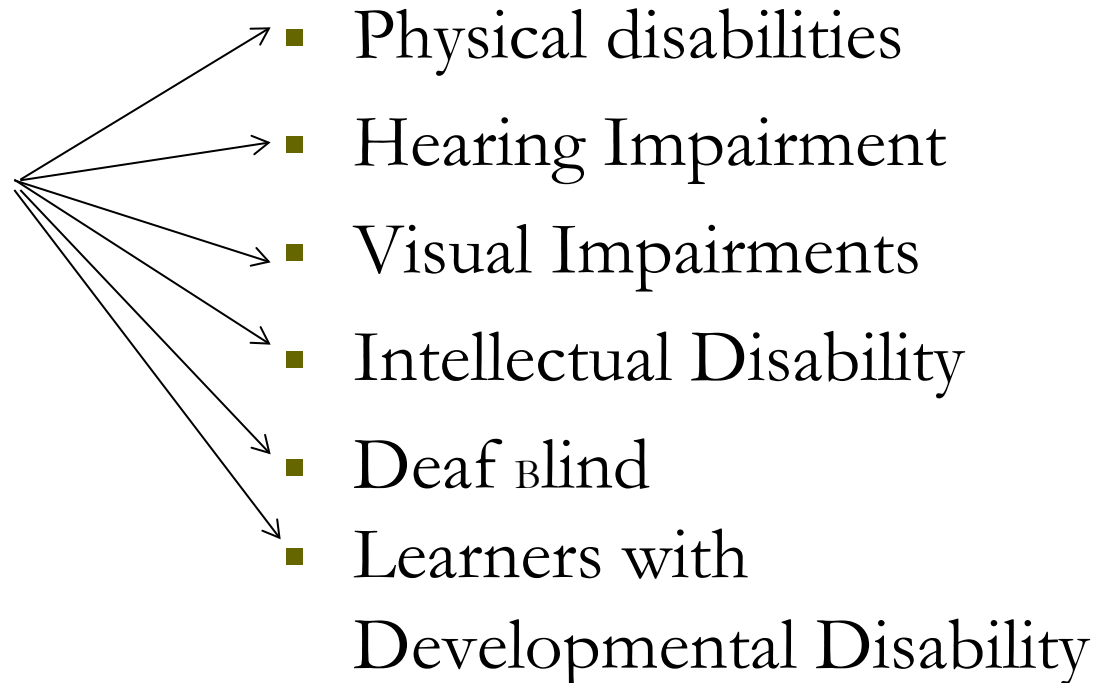 Physical disabilities
Hearing Impairment
Visual Impairments
Intellectual Disability
Deaf Blind
Learners with
Developmental Disability